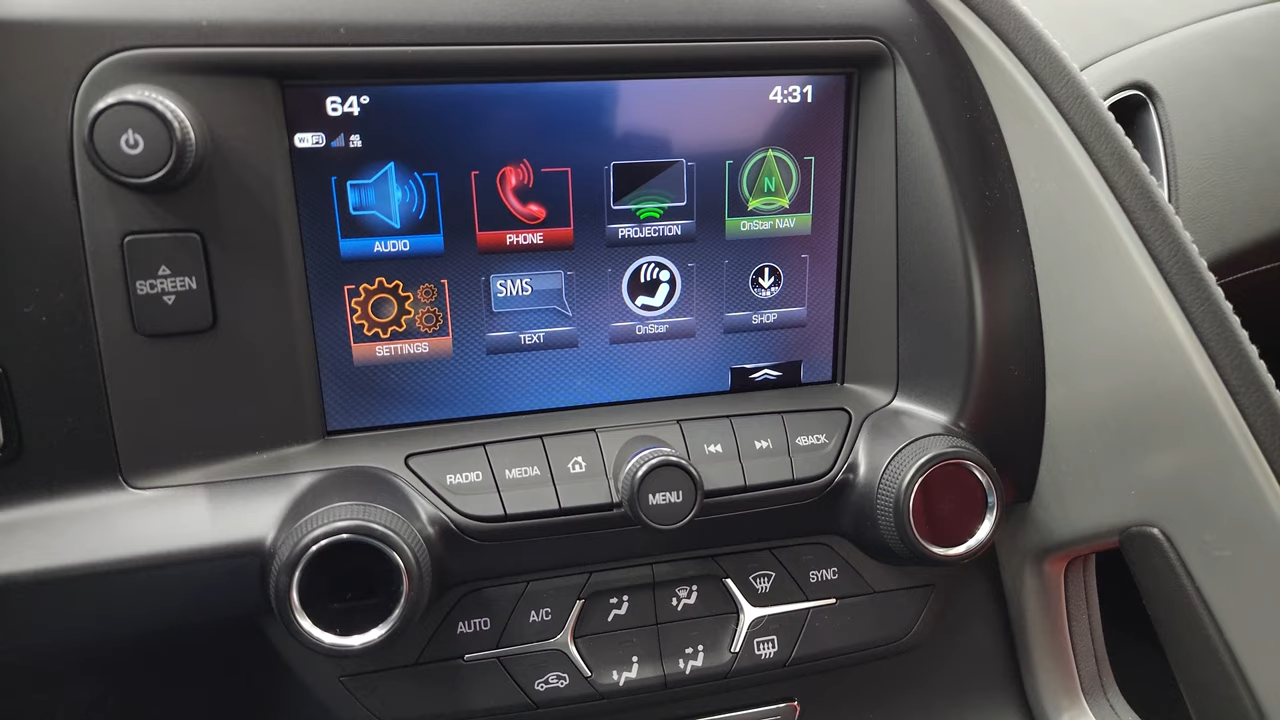 64°
4:31
WiFi
4G
LTE
AUDIO
PHONE
PROJECTION
N
OnStar NAV
SETTINGS
SMS
TEXT
OnStar
SHOP
SCREEN
RADIO
MEDIA
MENU
BACK
AUTO
A/C
SYNC